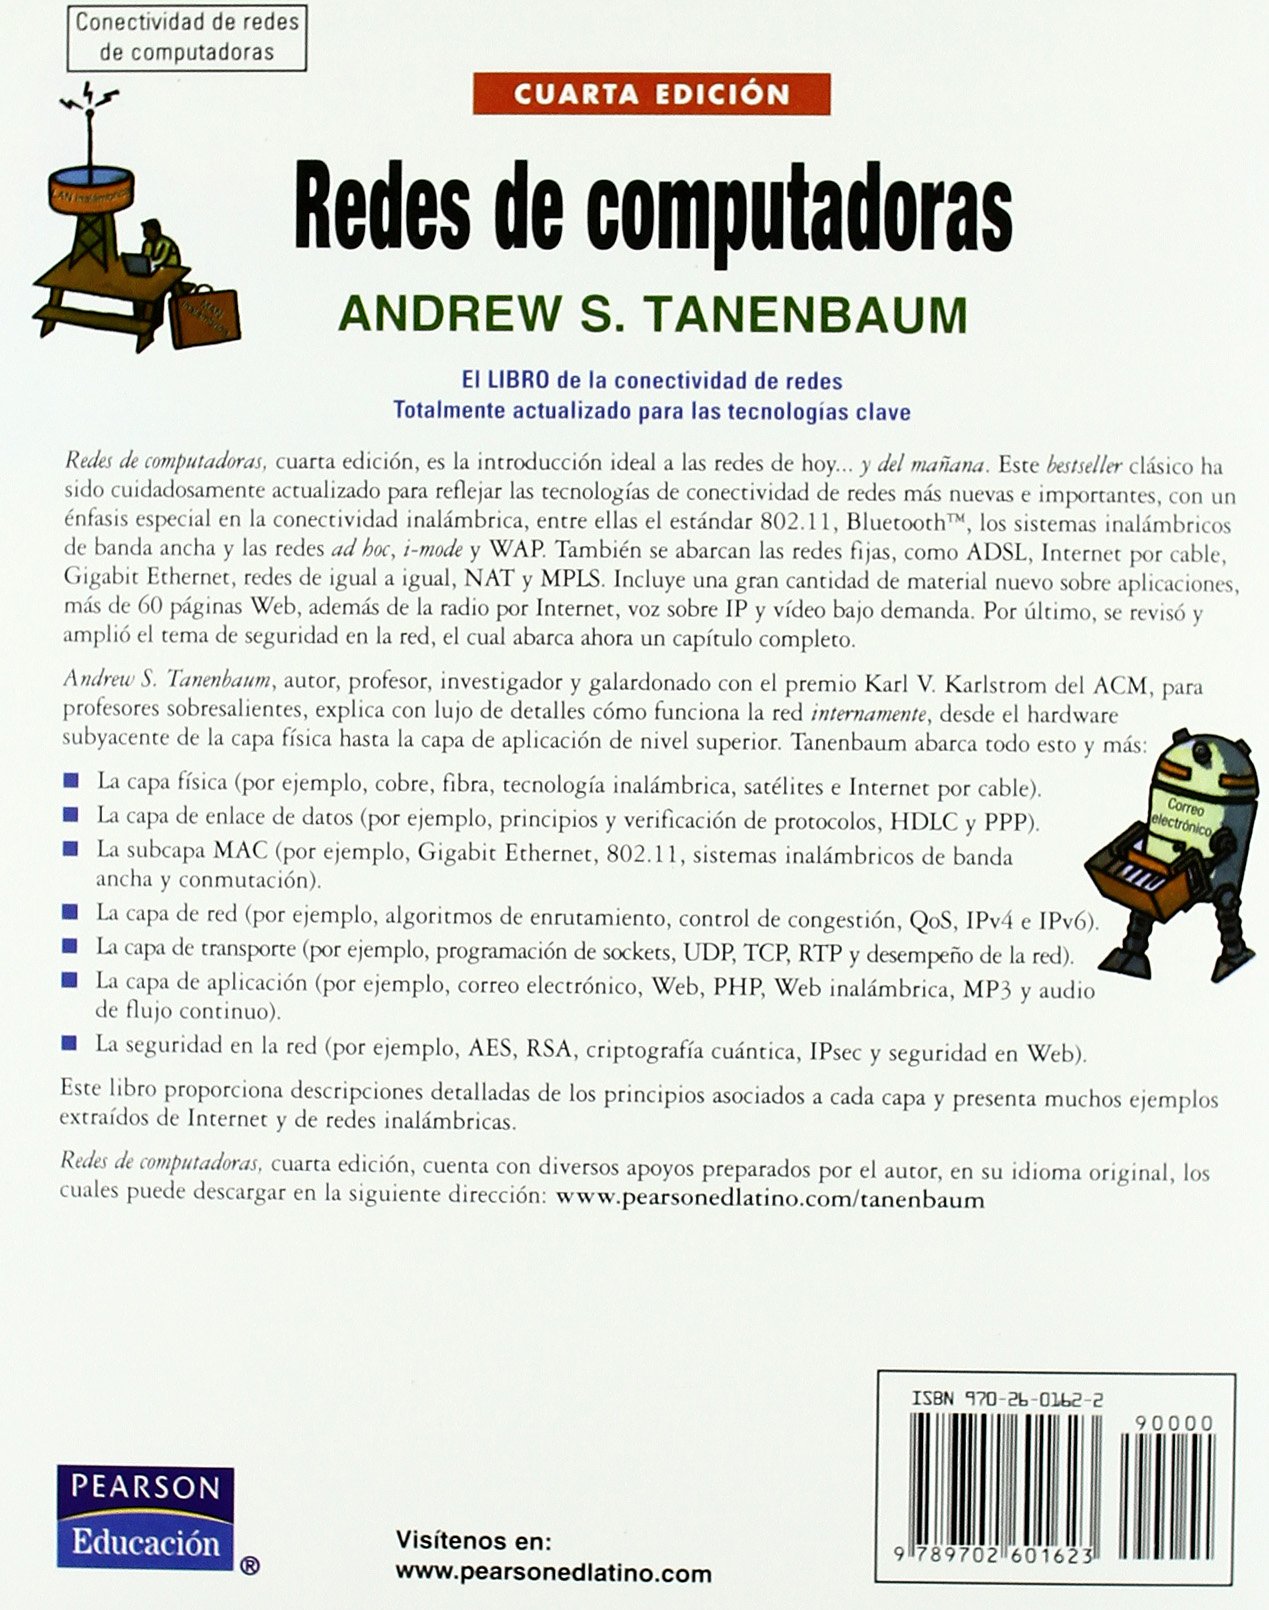 Conectividad de redes
de computadoras
CUARTA EDICIÓN
Redes de computadoras
ANDREW S. TANENBAUM
El LIBRO de la conectividad de redes
Totalmente actualizado para las tecnologías clave
Redes de computadoras, cuarta edición, es la introducción ideal a las redes de hoy... y del mañana. Este bestseller clásico ha
sido cuidadosamente actualizado para reflejar las tecnologías de conectividad de redes más nuevas e importantes, con un
énfasis especial en la conectividad inalámbrica, entre ellas el estándar 802.11, Bluetooth™, los sistemas inalámbricos
de banda ancha y las redes ad hoc, i-mode y WAP. También se abarcan las redes fijas, como ADSL, Internet por cable,
Gigabit Ethernet, redes de igual a igual, NAT y MPLS. Incluye una gran cantidad de material nuevo sobre aplicaciones,
más de 60 páginas Web, además de la radio por Internet, voz sobre IP y vídeo bajo demanda. Por último, se revisó y
amplió el tema de seguridad en la red, el cual abarca ahora un capítulo completo.
Andrew S. Tanenbaum, autor, profesor, investigador y galardonado con el premio Karl V. Karlstrom del ACM, para
profesores sobresalientes, explica con lujo de detalles cómo funciona la red internamente, desde el hardware
subyacente de la capa física hasta la capa de aplicación de nivel superior. Tanenbaum abarca todo esto y más:
La capa física (por ejemplo, cobre, fibra, tecnología inalámbrica, satélites e Internet por cable).
La capa de enlace de datos (por ejemplo, principios y verificación de protocolos, HDLC y PPP).
La subcapa MAC (por ejemplo, Gigabit Ethernet, 802.11, sistemas inalámbricos de banda
ancha y conmutación).
La capa de red (por ejemplo, algoritmos de enrutamiento, control de congestión, QoS, IPv4 e IPv6).
La capa de transporte (por ejemplo, programación de sockets, UDP, TCP, RTP y desempeño de la red).
La capa de aplicación (por ejemplo, correo electrónico, Web, PHP, Web inalámbrica, MP3 y audio
de flujo continuo).
La seguridad en la red (por ejemplo, AES, RSA, criptografía cuántica, IPsec y seguridad en Web).
Correo
electrónico
Este libro proporciona descripciones detalladas de los principios asociados a cada capa y presenta muchos ejemplos
extraídos de Internet y de redes inalámbricas.
Redes de computadoras, cuarta edición, cuenta con diversos apoyos preparados por el autor, en su idioma original, los
cuales puede descargar en la siguiente dirección: www.pearsonedlatino.com/tanenbaum
ISBN 970-26-0162-2
90000
9 789702 601623
PEARSON
Educación
®
Visítenos en:
www.pearsonedlatino.com